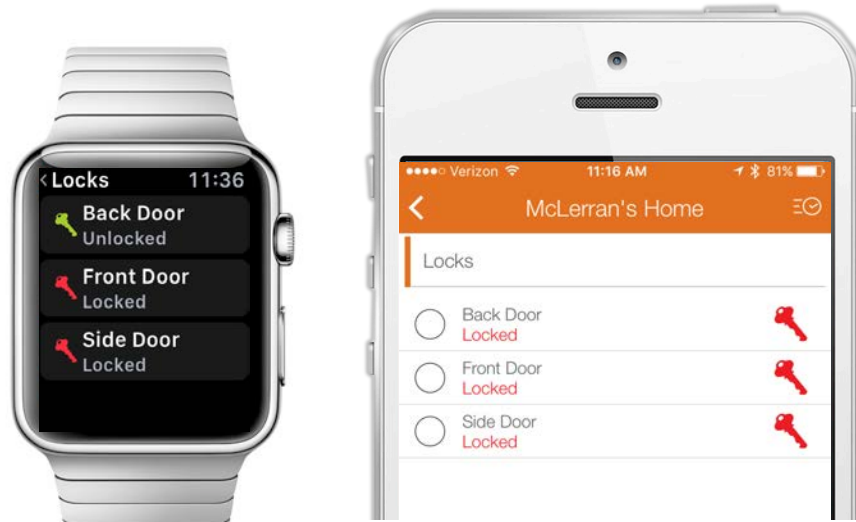 Locks 11:36
Back Door
Unlocked
Front Door
Locked
Side Door
Locked
Verizon 11:16 AM 81%
McLerran's Home
Locks
Back Door
Locked
Front Door
Locked
Side Door
Locked